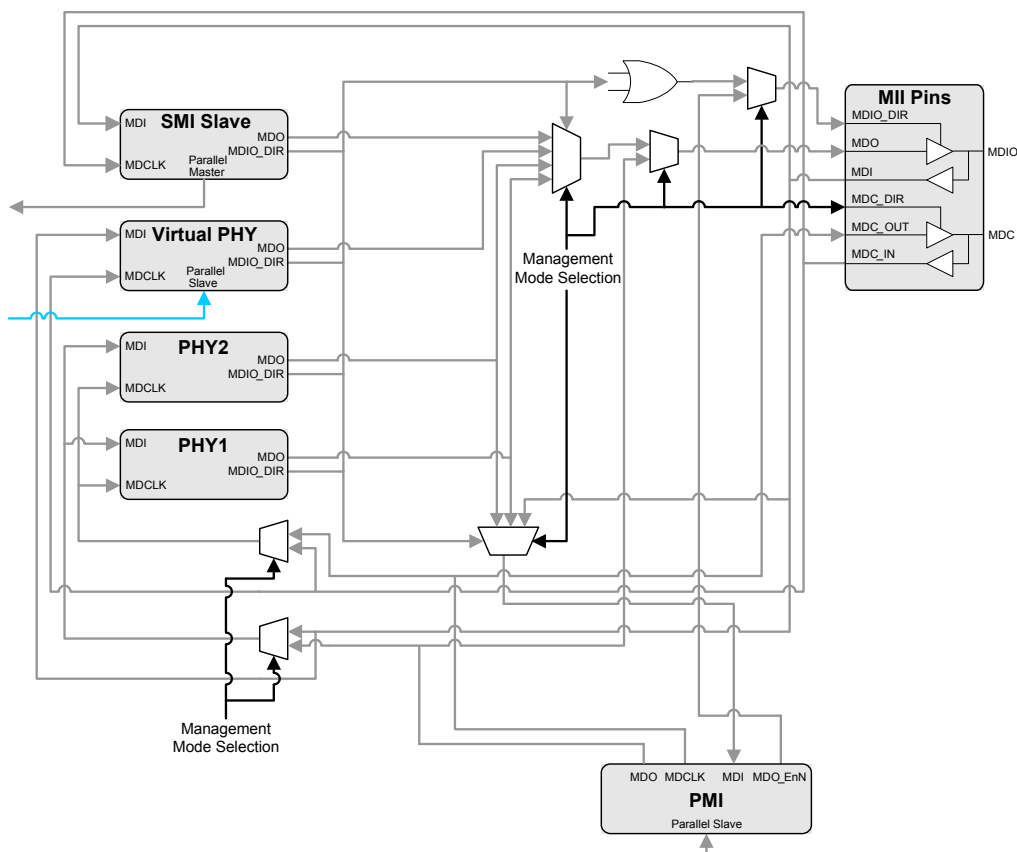 MDI
SMI Slave
MDO
MDIO_DIR
MDCLK
Parallel
Master
MDI
Virtual PHY
MDO
MDIO_DIR
MDCLK
Parallel
Slave
MDI
PHY2
MDO
MDIO_DIR
MDCLK
MDI
PHY1
MDO
MDIO_DIR
MDCLK
Management
Mode Selection
MII Pins
MDIO_DIR
MDO
MDIO
MDI
MDC_DIR
MDC_OUT
MDC
MDC_IN
Management
Mode Selection
MDO
MDCLK
MDI
MDO_EnN
PMI
Parallel Slave